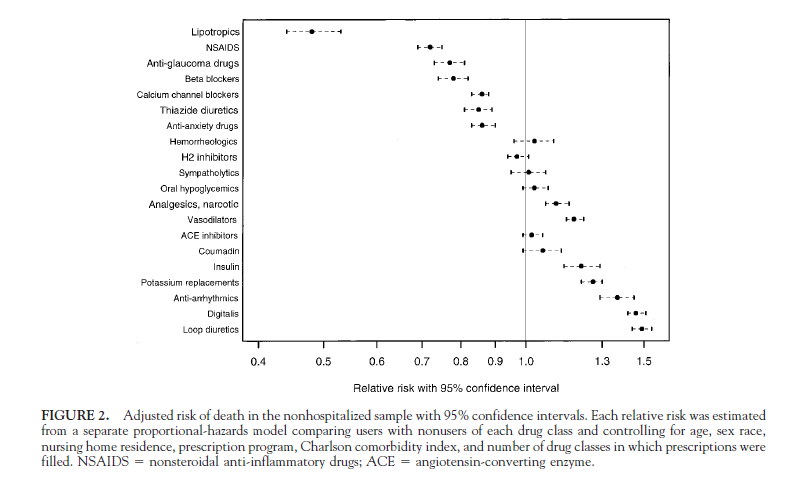 Lipotropics
NSAIDS
Anti-glaucoma drugs
Beta blockers
Calcium channel blockers
Thiazide diuretics
Anti-anxiety drugs
Hemorrheologics
H2 inhibitors
Sympatholytics
Oral hypoglycemics
Analgesics, narcotic
Vasodilators
ACE inhibitors
Coumadin
Insulin
Potassium replacements
Anti-arrhythmics
Digitalis
Loop diuretics
0.4 0.5 0.6 0.7 0.8 0.9 1.0 1.3 1.5
Relative risk with 95% confidence interval
FIGURE 2. Adjusted risk of death in the nonhospitalized sample with 95% confidence intervals. Each relative risk was estimated
from a separate proportional-hazards model comparing users with nonusers of each drug class and controlling for age, sex race,
nursing home residence, prescription program, Charlson comorbidity index, and number of drug classes in which prescriptions were
filled. NSAIDS = nonsteroidal anti-inflammatory drugs; ACE = angiotensin-converting enzyme.